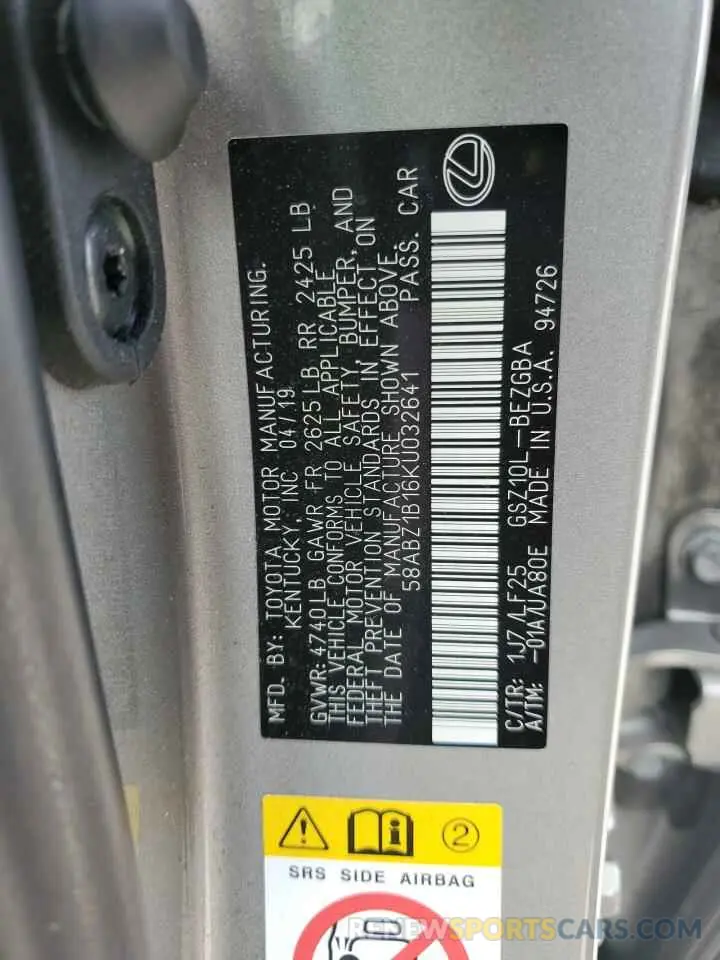 MFD. BY: TOYOTA MOTOR MANUFACTURING.
KENTUCKY, INC 04/19
GVWR: 4740LB GAWR FR 2625LB RR 2425 LB
THIS VEHICLE CONFORMS TO ALL APPLICABLE
FEDERAL MOTOR VEHICLE SAFETY, BUMPER, AND
THEFT PREVENTION STANDARDS IN EFFECT ON
THE DATE OF MANUFACTURE SHOWN ABOVE
58ABZ1B16KU032641 PASS. CAR
C/TR: 1J7/LF25 GSZ10L-BEZGBA
A/TM: -01A/UA80E MADE IN U.S.A. 94726
2
SRS SIDE AIRBAG
RENEWSPORTSCARS.COM